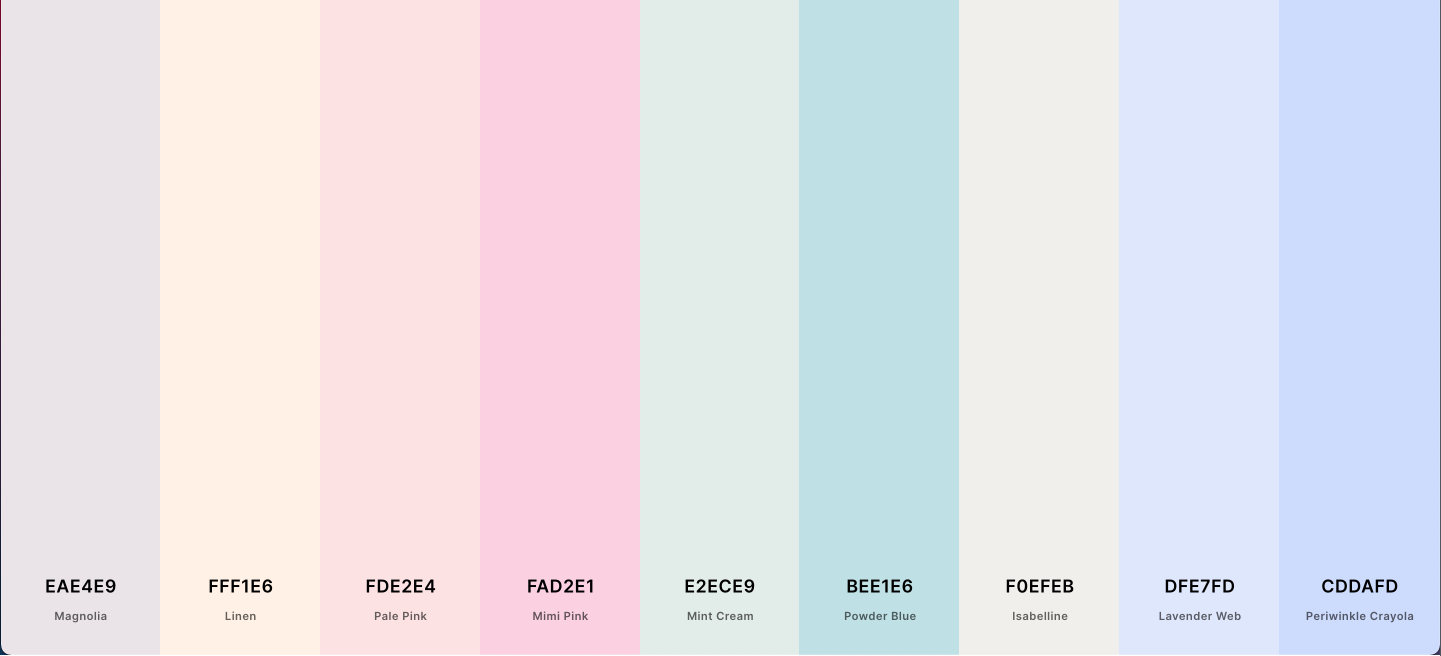 EAE4E9
Magnolia
FFF1E6
Linen
FDE2E4
Pale Pink
FAD2E1
Mimi Pink
E2ECE9
Mint Cream
BEE1E6
Powder Blue
F0EFEB
Isabelline
DFE7FD
Lavender Web
CDDAFD
Periwinkle Crayola